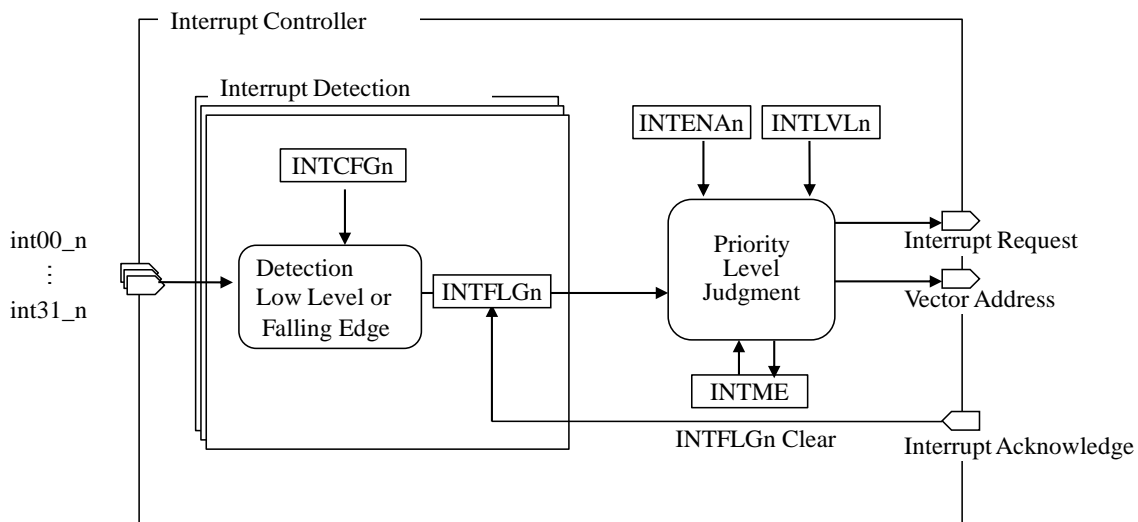 Interrupt Controller
Interrupt Detection
INTENAn
INTLVLn
INTCFGn
int00_n
⋮
int31_n
Detection
Low Level or
Falling Edge
INTFLGn
Priority
Level
Judgment
Interrupt Request
Vector Address
INTME
INTFLGn Clear
Interrupt Acknowledge